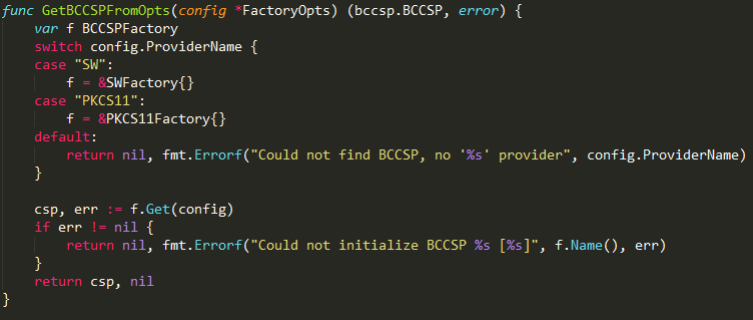 func GetBCCSPFromOpts(config *FactoryOpts) (bccsp.BCCSP, error) {
    var f BCCSPFactory
    switch config.ProviderName {
    case "SW":
        f = &SWFactory{}
    case "PKCS11":
        f = &PKCS11Factory{}
    default:
        return nil, fmt.Errorf("Could not find BCCSP, no '%s' provider", config.ProviderName)
    }

    csp, err := f.Get(config)
    if err != nil {
        return nil, fmt.Errorf("Could not initialize BCCSP %s [%s]", f.Name(), err)
    }
    return csp, nil
}